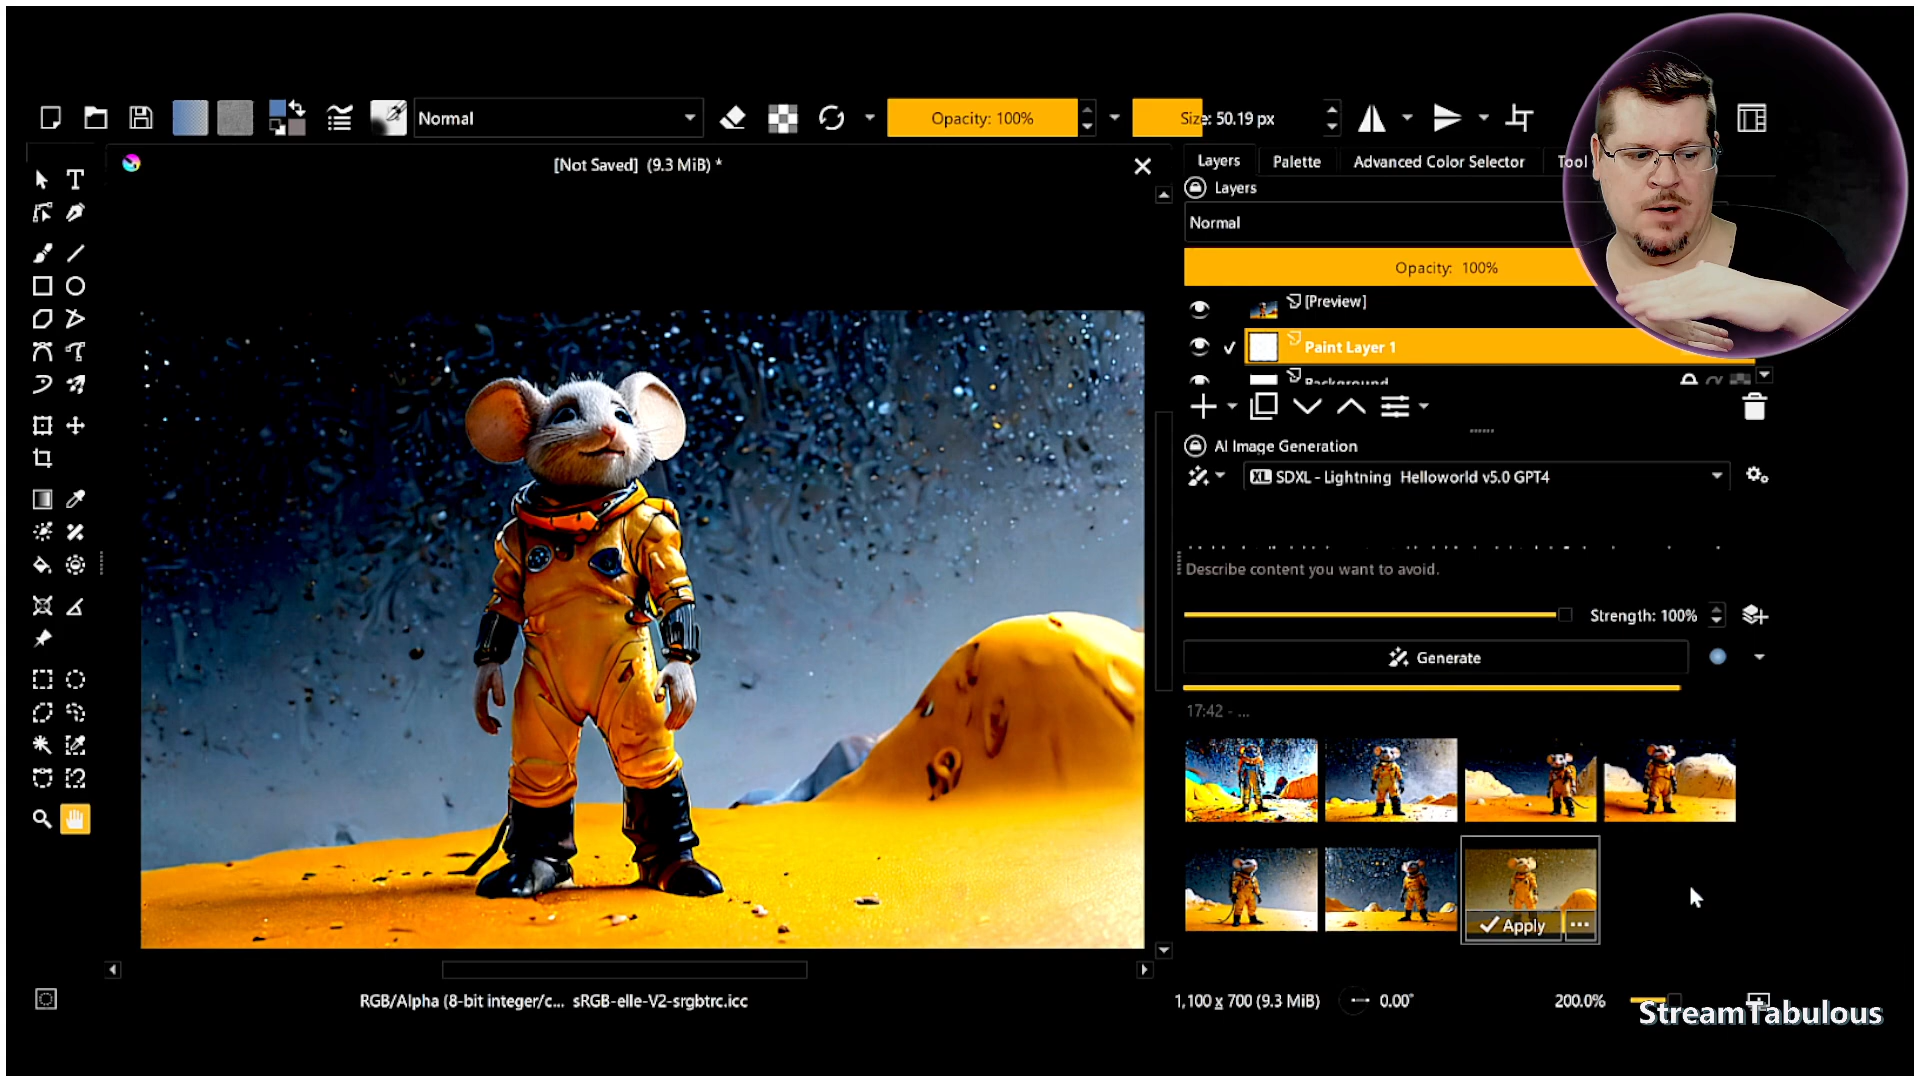 Normal
Opacity: 100%
Size: 50.19 px
[Not Saved] (9.3 MiB) *
Layers
Palette
Advanced Color Selector
Tool
Layers
Normal
Opacity: 100%
[Preview]
Paint Layer 1
Background
AI Image Generation
XL SDXL - Lightning Helloworld v5.0 GPT4
Describe content you want to avoid.
Strength: 100%
Generate
17:42 - ...
Apply
RGB/Alpha (8-bit integer/c... sRGB-elle-V2-srgbtrc.icc
1,100 x 700 (9.3 MiB)
0.00°
200.0%
StreamTabulous